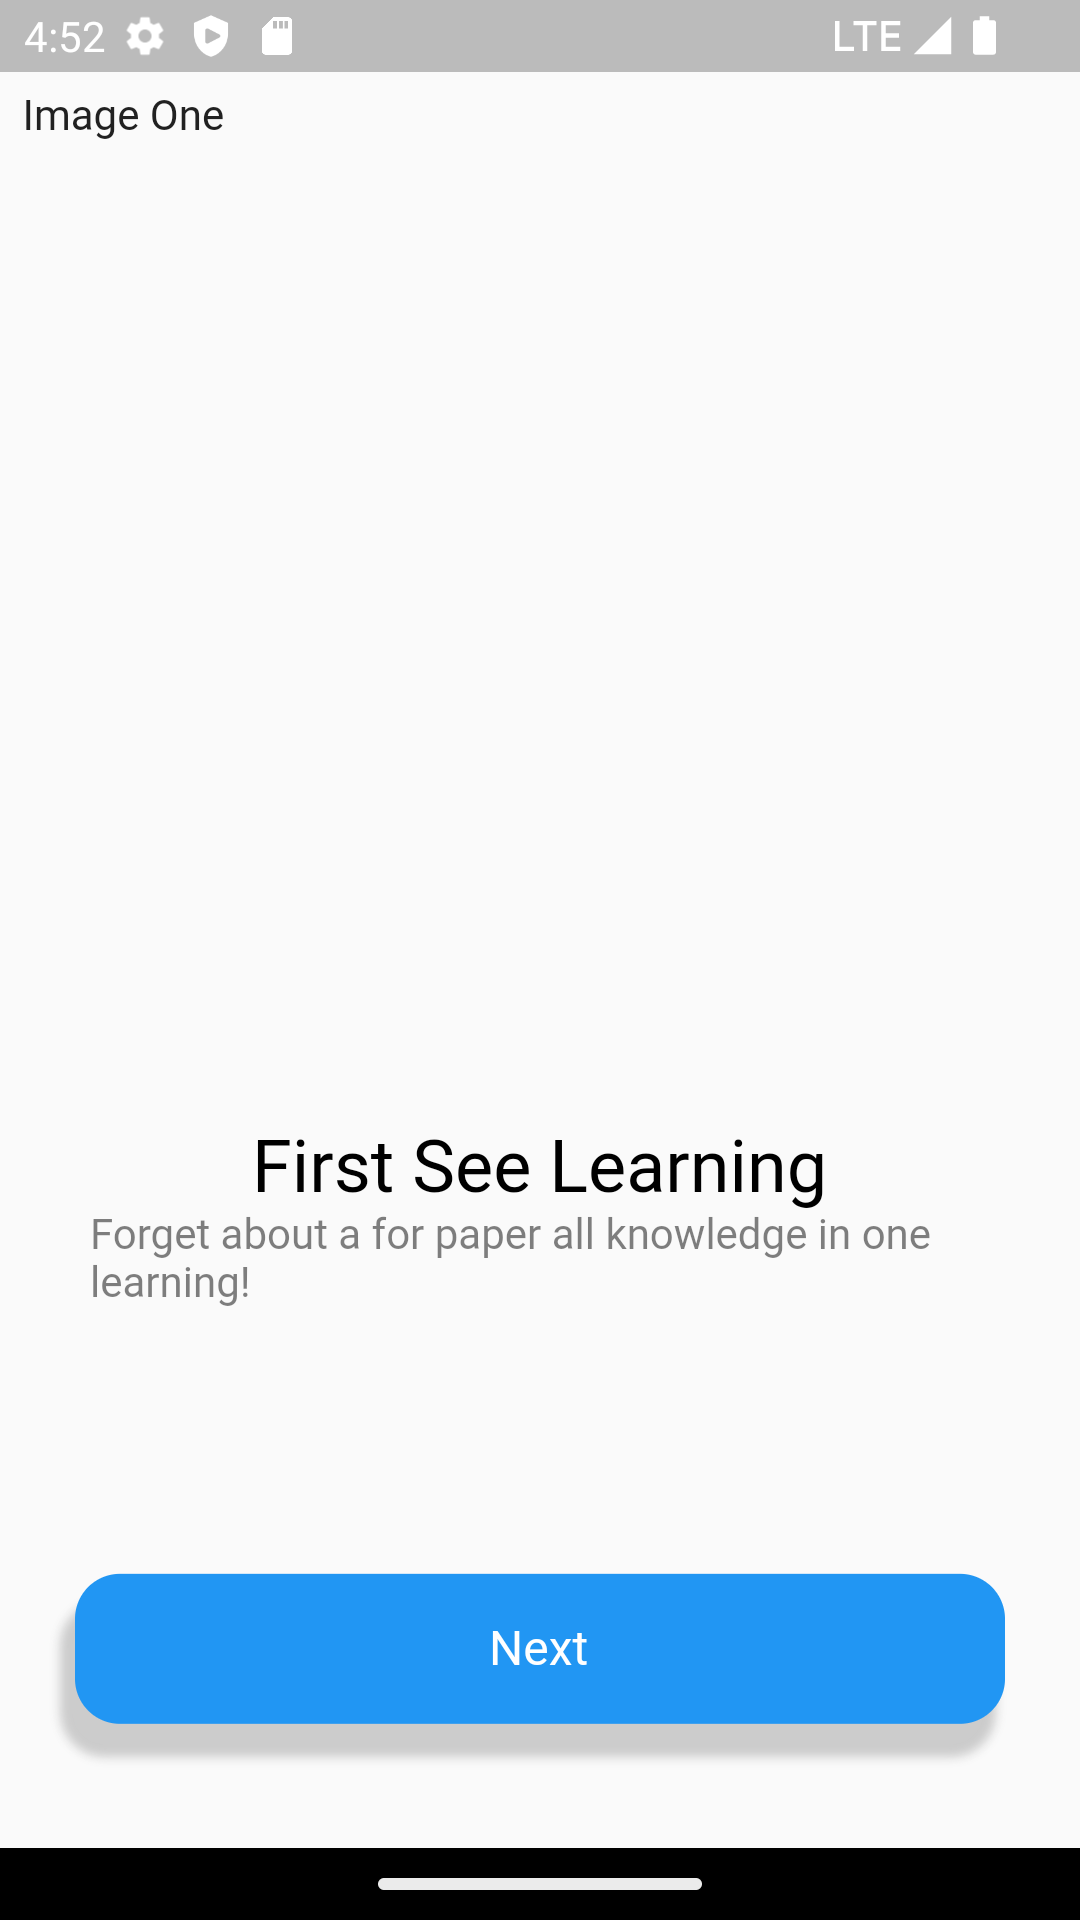 4:52 LTE
Image One
First See Learning
Forget about a for paper all knowledge in one
learning!
Next